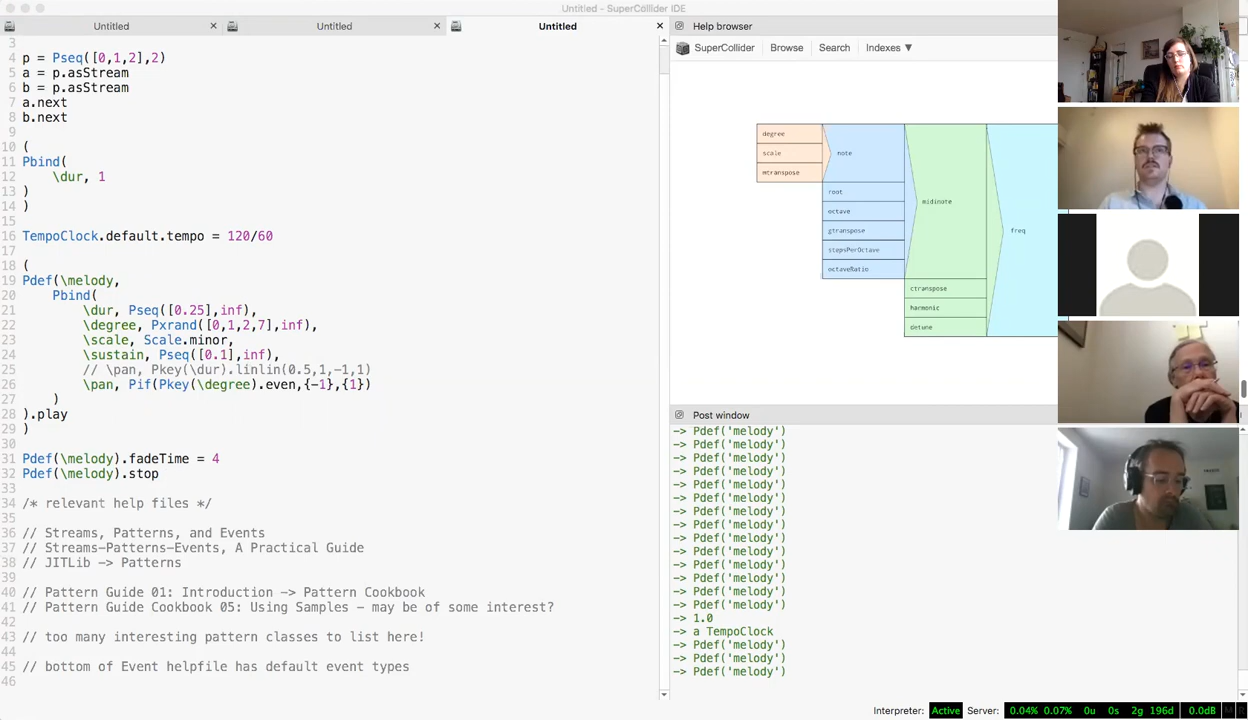 Untitled - SuperCollider IDE
Untitled
Untitled
Untitled
Help browser
SuperCollider Browse Search Indexes ▼
3
4 p = Pseq([0,1,2],2)
5 a = p.asStream
6 b = p.asStream
7 a.next
8 b.next
9
10 (
11 Pbind(
12 \dur, 1
13 )
14 )
15
16 TempoClock.default.tempo = 120/60
17
18 (
19 Pdef(\melody,
20 Pbind(
21 \dur, Pseq([0.25],inf),
22 \degree, Pxrand([0,1,2,7],inf),
23 \scale, Scale.minor,
24 \sustain, Pseq([0.1],inf),
25 // \pan, Pkey(\dur).linlin(0.5,1,-1,1)
26 \pan, Pif(Pkey(\degree).even,{-1},{1})
27 )
28 ).play
29 )
30
31 Pdef(\melody).fadeTime = 4
32 Pdef(\melody).stop
33
34 /* relevant help files */
35
36 // Streams, Patterns, and Events
37 // Streams-Patterns-Events, A Practical Guide
38 // JITLib -> Patterns
39
40 // Pattern Guide 01: Introduction -> Pattern Cookbook
41 // Pattern Guide Cookbook 05: Using Samples - may be of some interest?
42
43 // too many interesting pattern classes to list here!
44
45 // bottom of Event helpfile has default event types
46
degree
scale
mtranspose
note
root
octave
gtranspose
stepsPerOctave
octaveRatio
midinote
ctranspose
harmonic
detune
freq
Post window
-> Pdef('melody')
-> Pdef('melody')
-> Pdef('melody')
-> Pdef('melody')
-> Pdef('melody')
-> Pdef('melody')
-> Pdef('melody')
-> Pdef('melody')
-> Pdef('melody')
-> Pdef('melody')
-> Pdef('melody')
-> Pdef('melody')
-> Pdef('melody')
-> Pdef('melody')
-> 1.0
-> a TempoClock
-> Pdef('melody')
-> Pdef('melody')
-> Pdef('melody')
Interpreter: Active Server: 0.04% 0.07% 0u 0s 2g 196d 0.0dB M R